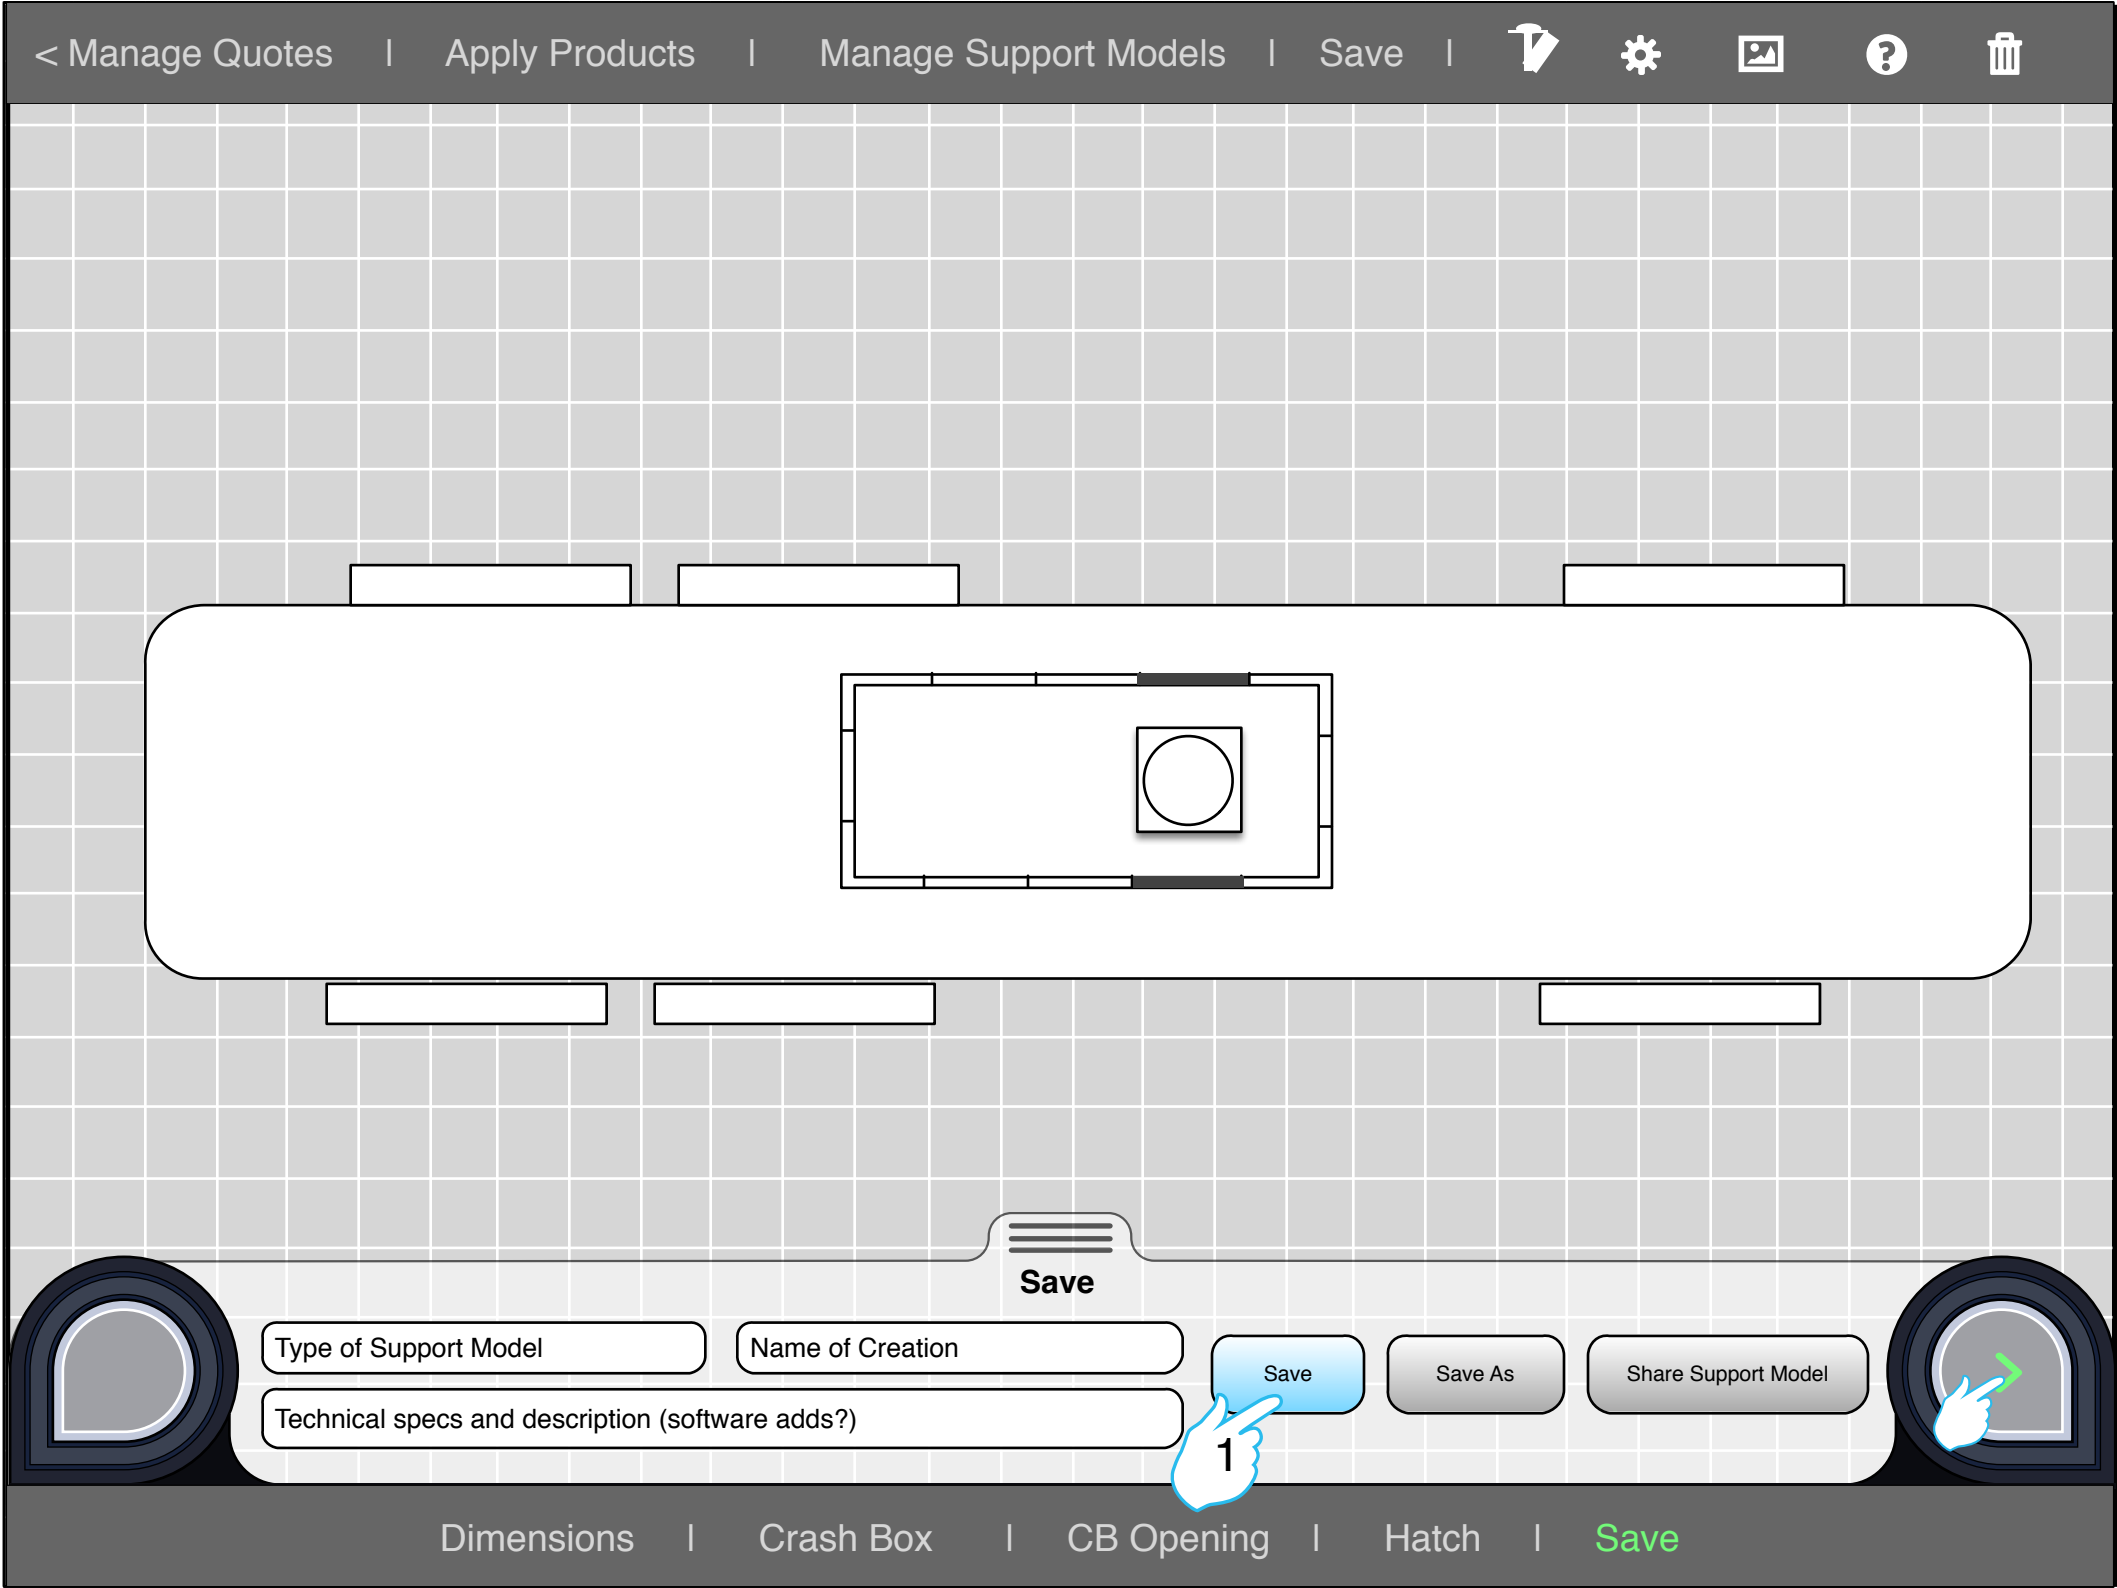 < Manage Quotes | Apply Products | Manage Support Models | Save |
Save
Type of Support Model
Name of Creation
Save
Save As
Share Support Model
Technical specs and description (software adds?)
1
Dimensions | Crash Box | CB Opening | Hatch | Save